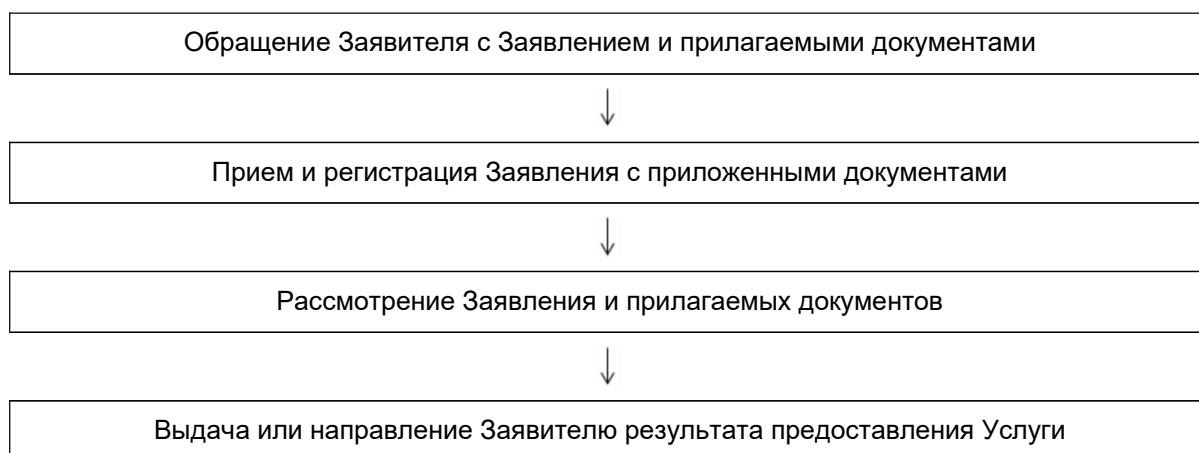 Обращение Заявителя с Заявлением и прилагаемыми документами
Прием и регистрация Заявления с приложенными документами
Рассмотрение Заявления и прилагаемых документов
Выдача или направление Заявителю результата предоставления Услуги